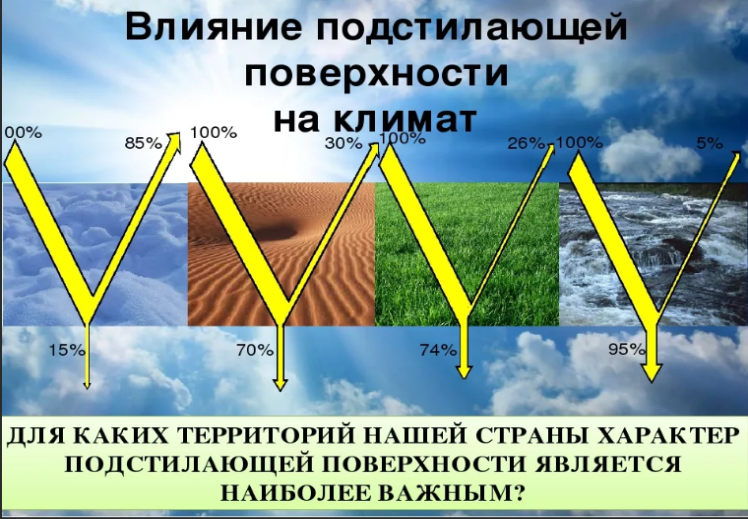 Влияние подстилающей
поверхности
на климат
00% 85% 100% 30% 100% 26% 100% 5%
15% 70% 74% 95%
ДЛЯ КАКИХ ТЕРРИТОРИЙ НАШЕЙ СТРАНЫ ХАРАКТЕР
ПОДСТИЛАЮЩЕЙ ПОВЕРХНОСТИ ЯВЛЯЕТСЯ
НАИБОЛЕЕ ВАЖНЫМ?